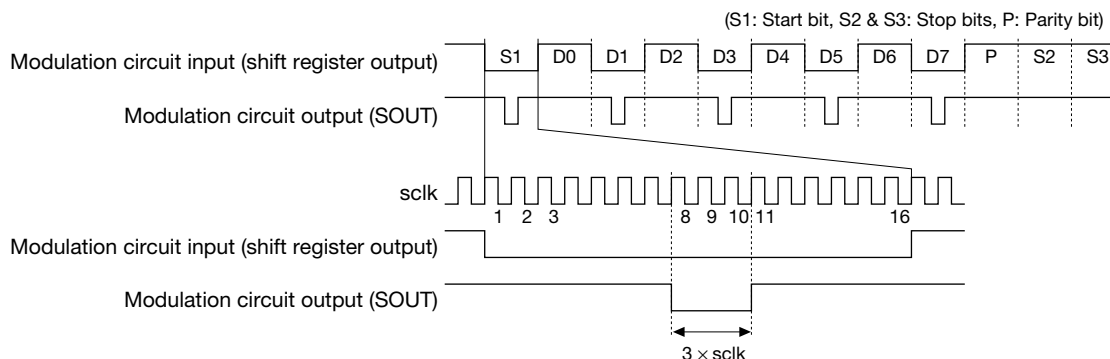 (S1: Start bit, S2 & S3: Stop bits, P: Parity bit)
Modulation circuit input (shift register output)
S1 D0 D1 D2 D3 D4 D5 D6 D7 P S2 S3
Modulation circuit output (SOUT)
sclk
1 2 3 8 9 10 11 16
Modulation circuit input (shift register output)
Modulation circuit output (SOUT)
3 × sclk